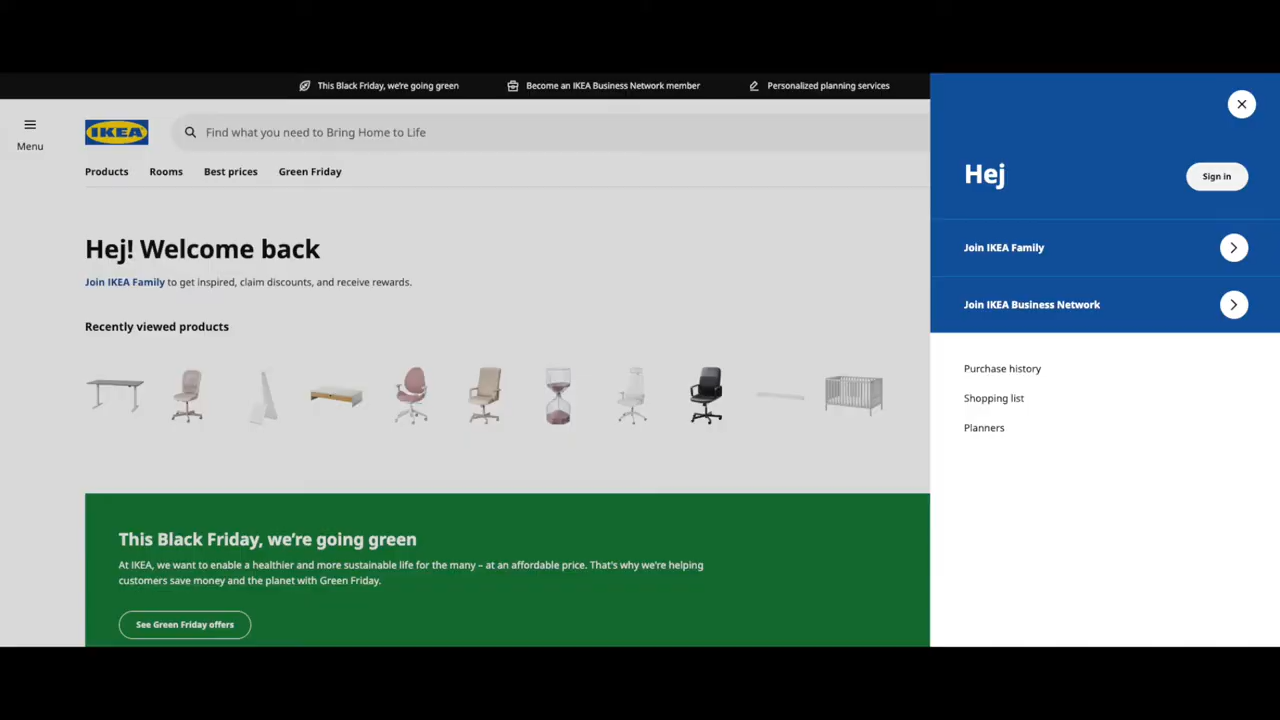 This Black Friday, we're going green
Become an IKEA Business Network member
Personalized planning services
Menu
IKEA
Find what you need to Bring Home to Life
Products
Rooms
Best prices
Green Friday
Hej! Welcome back
Join IKEA Family to get inspired, claim discounts, and receive rewards.
Recently viewed products
This Black Friday, we're going green
At IKEA, we want to enable a healthier and more sustainable life for the many – at an affordable price. That's why we're helping
customers save money and the planet with Green Friday.
See Green Friday offers
Hej
Sign in
Join IKEA Family
Join IKEA Business Network
Purchase history
Shopping list
Planners